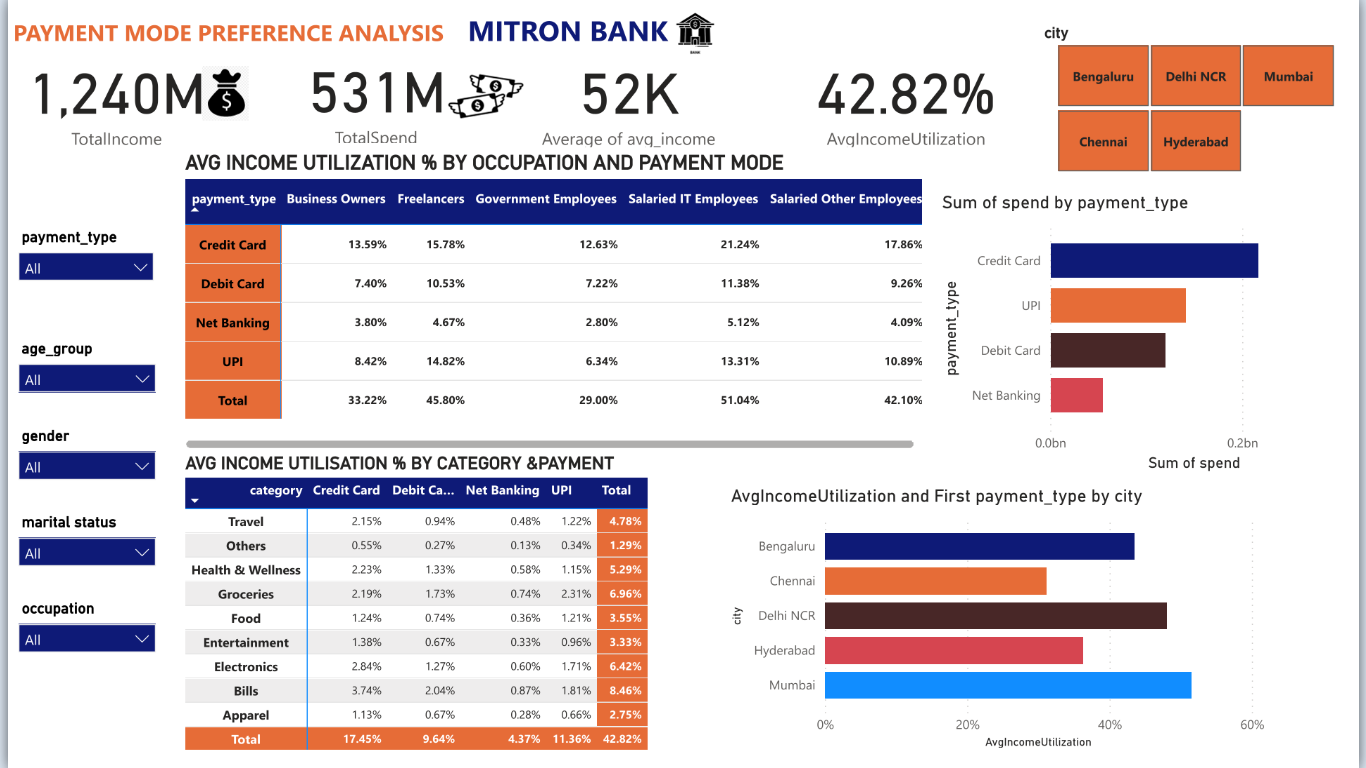 PAYMENT MODE PREFERENCE ANALYSIS MITRON BANK
BANK
1,240M
TotalIncome
531M
TotalSpend
52K
Average of avg_income
42.82%
AvgIncomeUtilization
city
Bengaluru Delhi NCR Mumbai
Chennai Hyderabad
payment_type
All
age_group
All
gender
All
marital status
All
occupation
All
AVG INCOME UTILIZATION % BY OCCUPATION AND PAYMENT MODE
payment_type Business Owners Freelancers Government Employees Salaried IT Employees Salaried Other Employees
Credit Card 13.59% 15.78% 12.63% 21.24% 17.86%
Debit Card 7.40% 10.53% 7.22% 11.38% 9.26%
Net Banking 3.80% 4.67% 2.80% 5.12% 4.09%
UPI 8.42% 14.82% 6.34% 13.31% 10.89%
Total 33.22% 45.80% 29.00% 51.04% 42.10%
Sum of spend by payment_type
payment_type
Credit Card
UPI
Debit Card
Net Banking
0.0bn 0.2bn
Sum of spend
AVG INCOME UTILISATION % BY CATEGORY &PAYMENT
category Credit Card Debit Ca... Net Banking UPI Total
Travel 2.15% 0.94% 0.48% 1.22% 4.78%
Others 0.55% 0.27% 0.13% 0.34% 1.29%
Health & Wellness 2.23% 1.33% 0.58% 1.15% 5.29%
Groceries 2.19% 1.73% 0.74% 2.31% 6.96%
Food 1.24% 0.74% 0.36% 1.21% 3.55%
Entertainment 1.38% 0.67% 0.33% 0.96% 3.33%
Electronics 2.84% 1.27% 0.60% 1.71% 6.42%
Bills 3.74% 2.04% 0.87% 1.81% 8.46%
Apparel 1.13% 0.67% 0.28% 0.66% 2.75%
Total 17.45% 9.64% 4.37% 11.36% 42.82%
AvgIncomeUtilization and First payment_type by city
city
Bengaluru
Chennai
Delhi NCR
Hyderabad
Mumbai
0% 20% 40% 60%
AvgIncomeUtilization